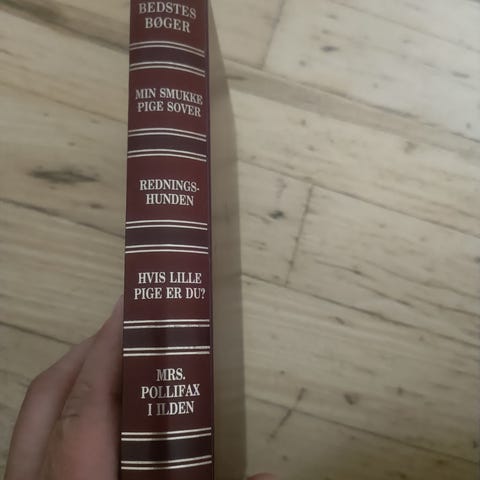 BEDSTES
BØGER
MIN SMUKKE
PIGE SOVER
REDNINGS-
HUNDEN
HVIS LILLE
PIGE ER DU?
MRS.
POLLIFAX
I ILDEN